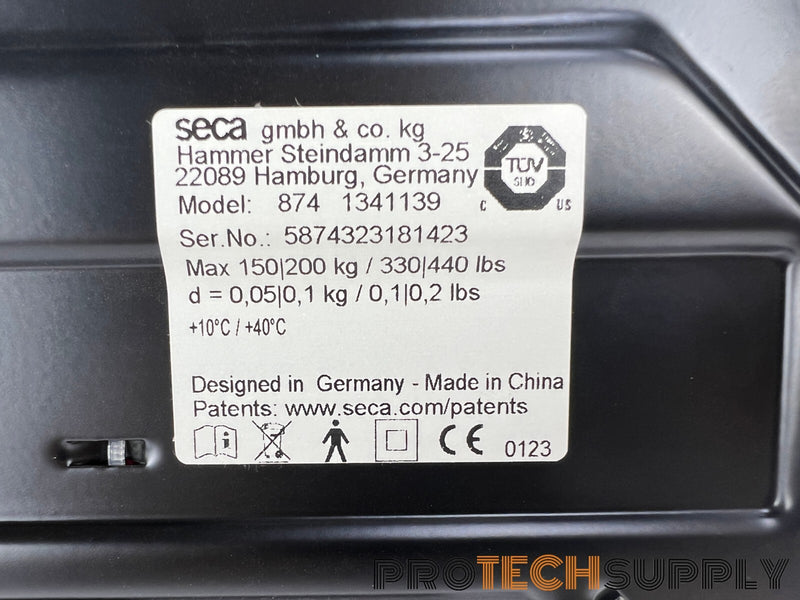 seca gmbh & co. kg
Hammer Steindamm 3-25
22089 Hamburg, Germany
TÜV
SÜD
C US
Model: 874 1341139
Ser.No.: 5874323181423
Max 150|200 kg / 330|440 lbs
d = 0,05|0,1 kg / 0,1|0,2 lbs
+10°C / +40°C
Designed in Germany - Made in China
Patents: www.seca.com/patents
CE 0123
PROTECHSUPPLY